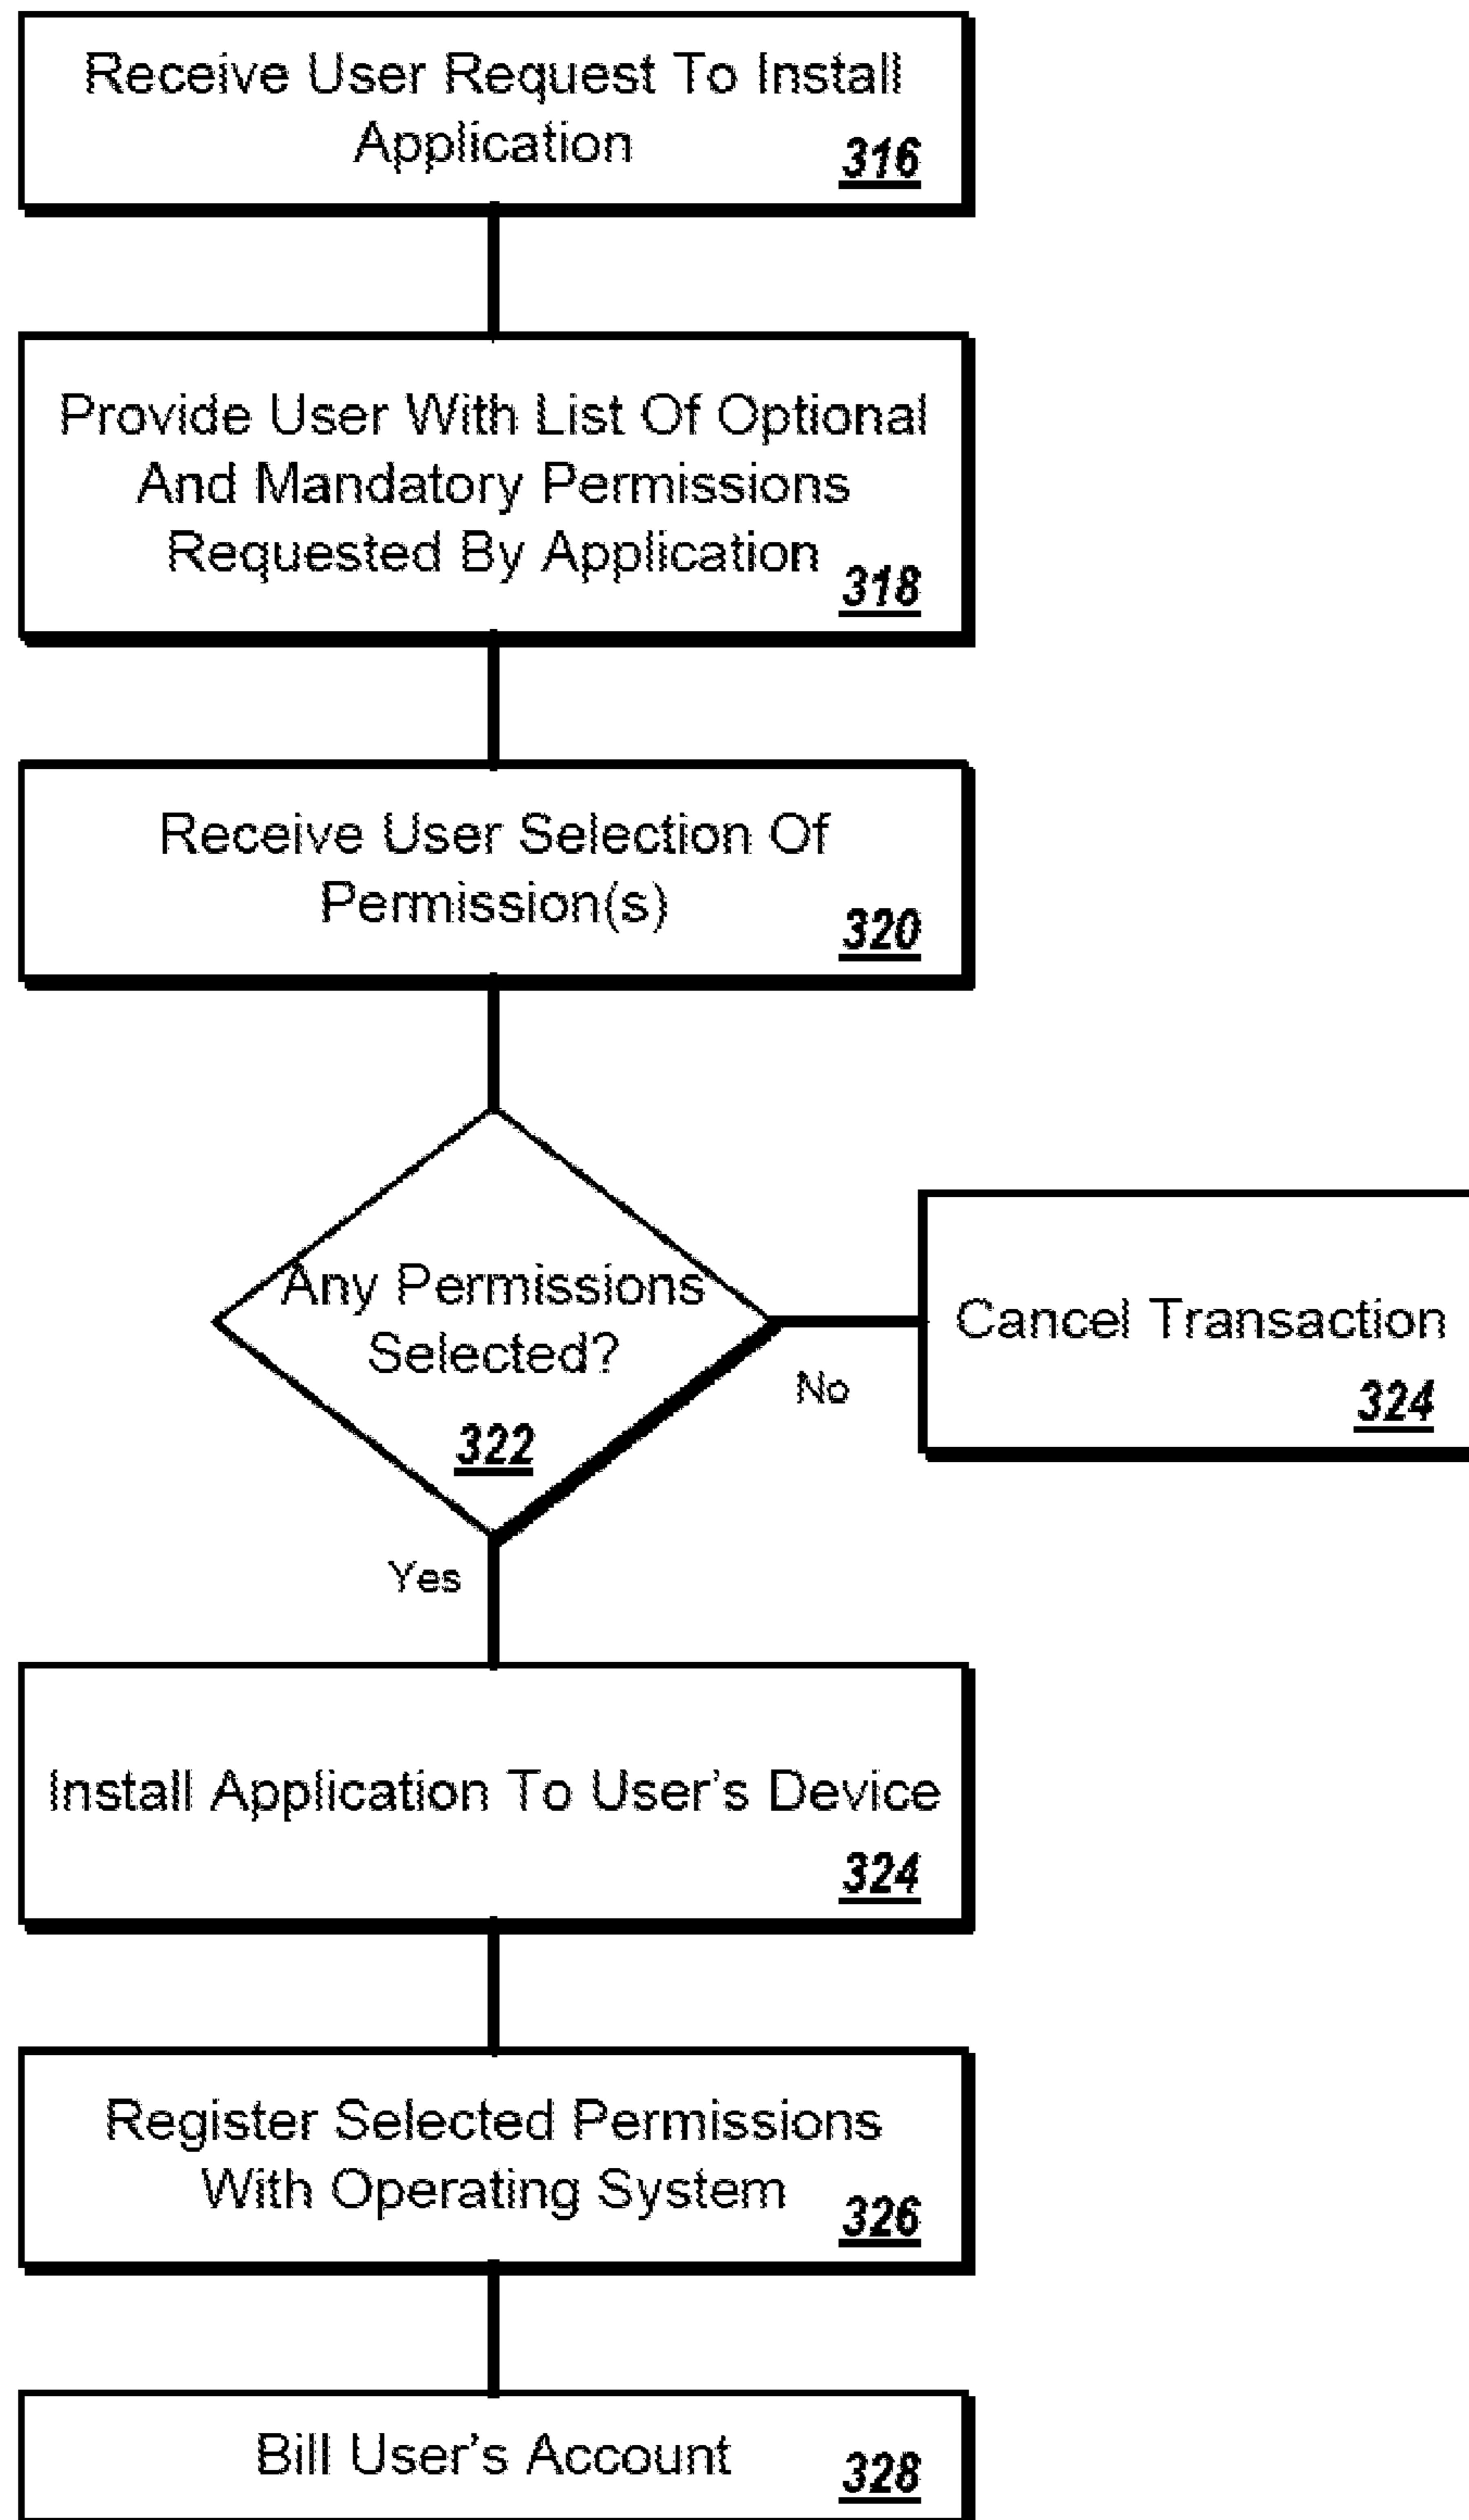 Receive User Request To Install
Application
316
Provide User With List Of Optional
And Mandatory Permissions
Requested By Application
318
Receive User Selection Of
Permission(s)
320
Any Permissions
Selected?
322
No
Cancel Transaction
324
Yes
Install Application To User's Device
324
Register Selected Permissions
With Operating System
326
Bill User's Account
328